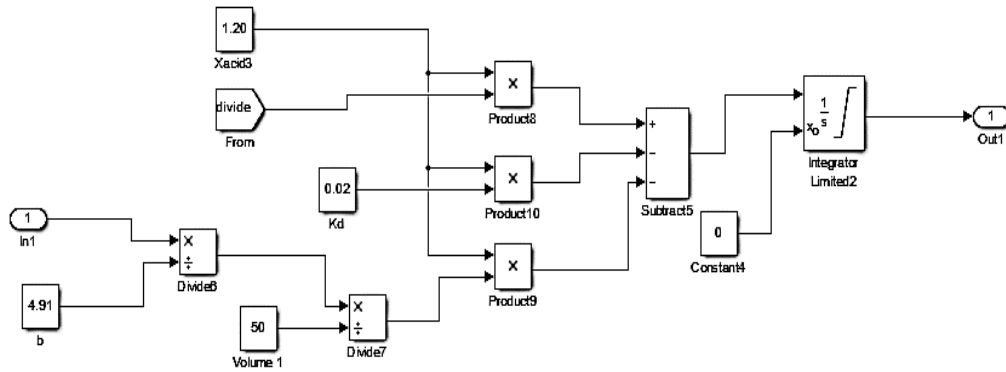 1.20
Xacid3
divide
From
×
Product8
0.02
Kd
×
Product10
1
In1
×
÷
Divide6
4.91
b
50
Volume 1
×
÷
Divide7
×
Product9
+
−
−
Subtract5
0
Constant4
1
s
xo
Integrator
Limited2
1
Out1